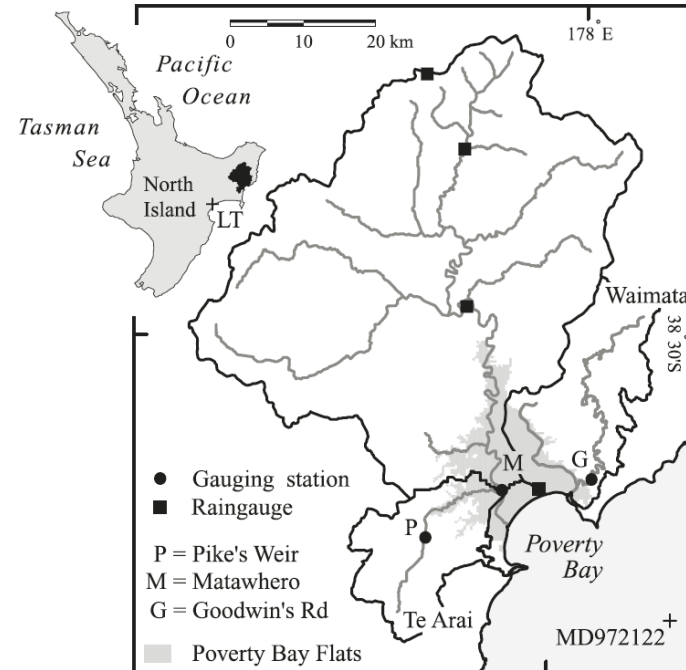 0 10 20 km
178° E
Pacific
Ocean
Tasman
Sea
North
Island
LT
Waimata
38° 30'S
M
G
Gauging station
Raingauge
P
P = Pike's Weir
M = Matawhero
G = Goodwin's Rd
Poverty
Bay
Te Arai
MD972122
Poverty Bay Flats